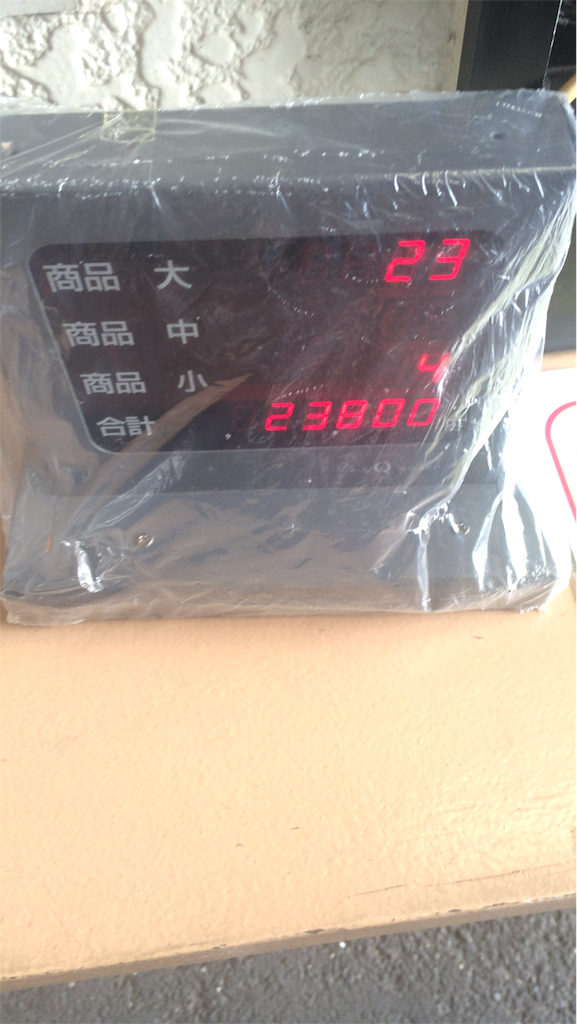 商品 大 23
商品 中
商品 小 4
合計 23800